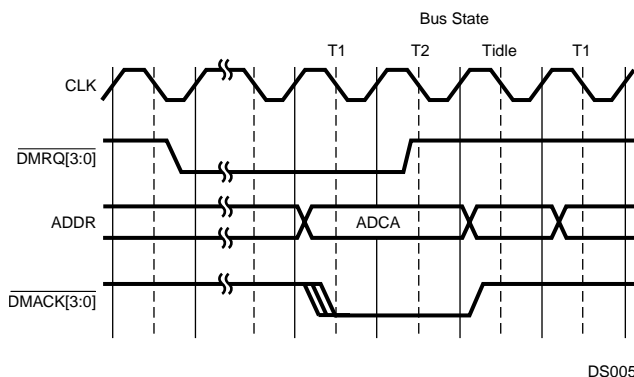 Bus State
T1 T2 Tidle T1
CLK
DMRQ[3:0]
ADDR
ADCA
DMACK[3:0]
DS005